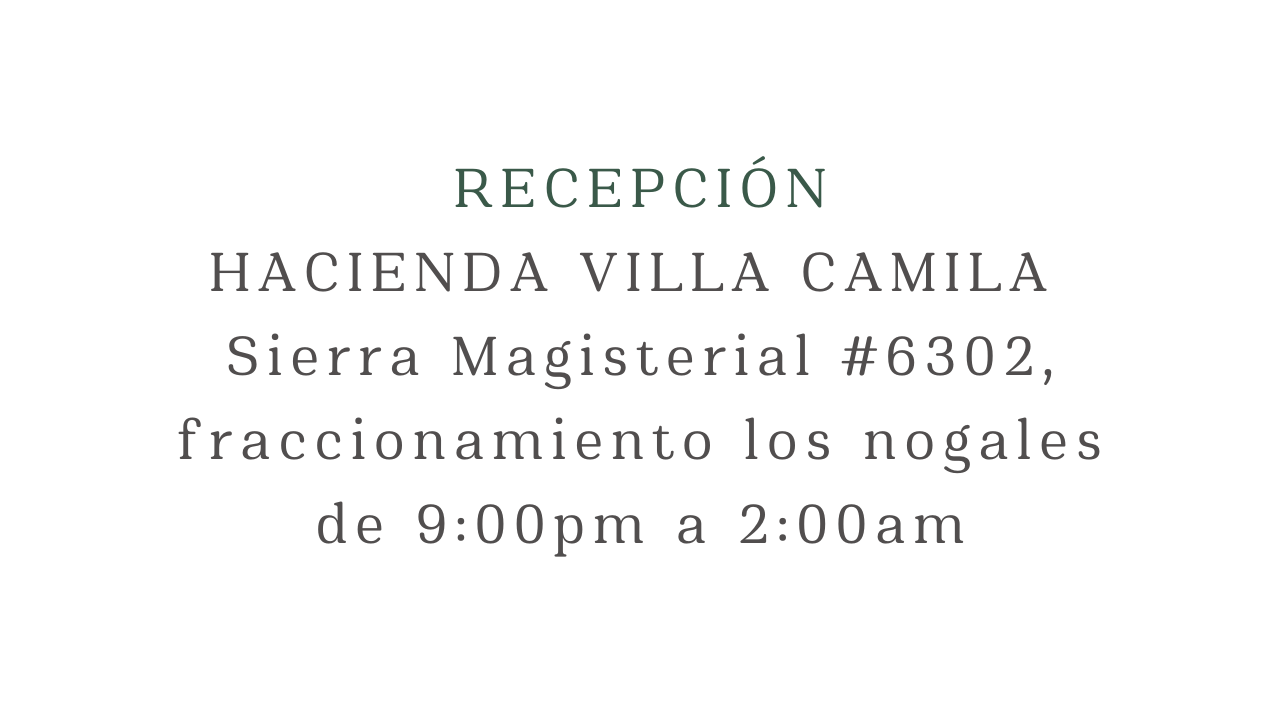 RECEPCIÓN
HACIENDA VILLA CAMILA
Sierra Magisterial #6302,
fraccionamiento los nogales
de 9:00pm a 2:00am